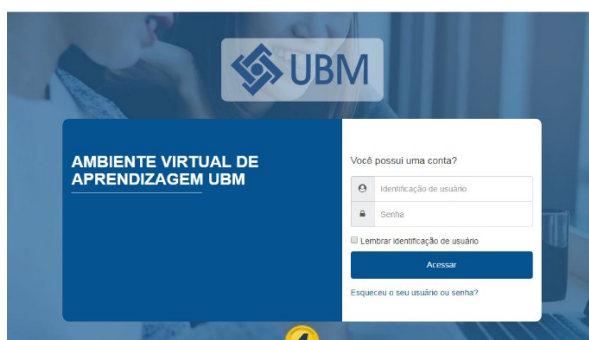 UBM
AMBIENTE VIRTUAL DE
APRENDIZAGEM UBM
Você possui uma conta?
Identificação de usuário
Senha
Lembrar identificação de usuário
Acessar
Esqueceu o seu usuário ou senha?